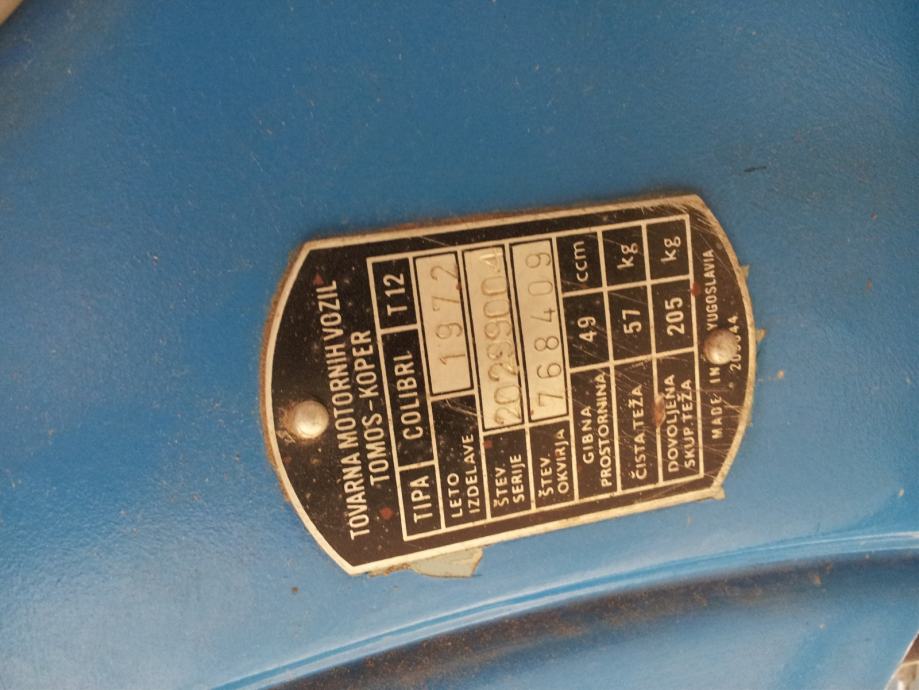 TOVARNA MOTORNIH VOZIL
TOMOS-KOPER
TIPA COLIBRI T12
LETO IZDELAVE 1972
ŠTEV. SERIJE
ŠTEV. OKVIRJA 768409
GIBNA PROSTORNINA 49 ccm
ČISTA TEŽA 57 kg
DOVOLJENA SKUP. TEŽA 205 kg
MADE IN YUGOSLAVIA